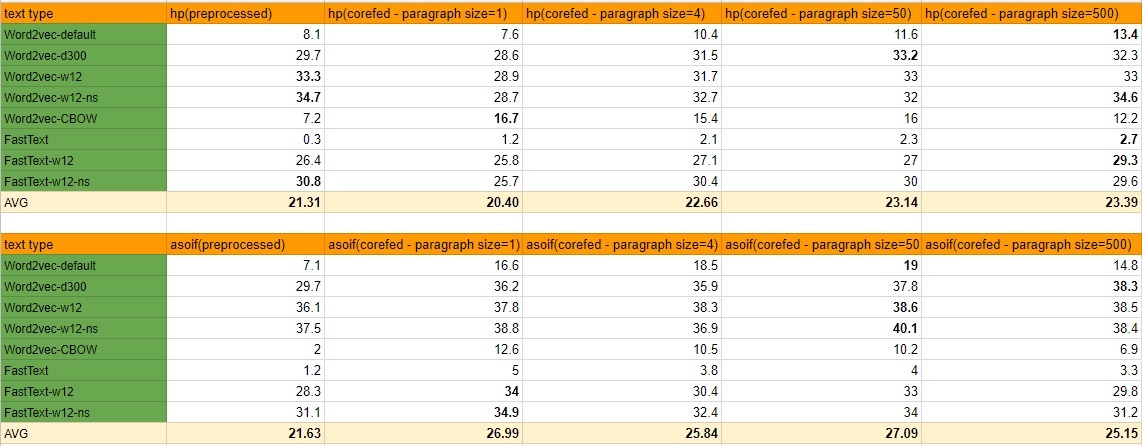 text type hp(preprocessed) hp(corefed - paragraph size=1) hp(corefed - paragraph size=4) hp(corefed - paragraph size=50) hp(corefed - paragraph size=500)
Word2vec-default 8.1 7.6 10.4 11.6 13.4
Word2vec-d300 29.7 28.6 31.5 33.2 32.3
Word2vec-w12 33.3 28.9 31.7 33 33
Word2vec-w12-ns 34.7 28.7 32.7 32 34.6
Word2vec-CBOW 7.2 16.7 15.4 16 12.2
FastText 0.3 1.2 2.1 2.3 2.7
FastText-w12 26.4 25.8 27.1 27 29.3
FastText-w12-ns 30.8 25.7 30.4 30 29.6
AVG 21.31 20.40 22.66 23.14 23.39
text type asoif(preprocessed) asoif(corefed - paragraph size=1) asoif(corefed - paragraph size=4) asoif(corefed - paragraph size=50 asoif(corefed - paragraph size=500)
Word2vec-default 7.1 16.6 18.5 19 14.8
Word2vec-d300 29.7 36.2 35.9 37.8 38.3
Word2vec-w12 36.1 37.8 38.3 38.6 38.5
Word2vec-w12-ns 37.5 38.8 36.9 40.1 38.4
Word2vec-CBOW 2 12.6 10.5 10.2 6.9
FastText 1.2 5 3.8 4 3.3
FastText-w12 28.3 34 30.4 33 29.8
FastText-w12-ns 31.1 34.9 32.4 34 31.2
AVG 21.63 26.99 25.84 27.09 25.15